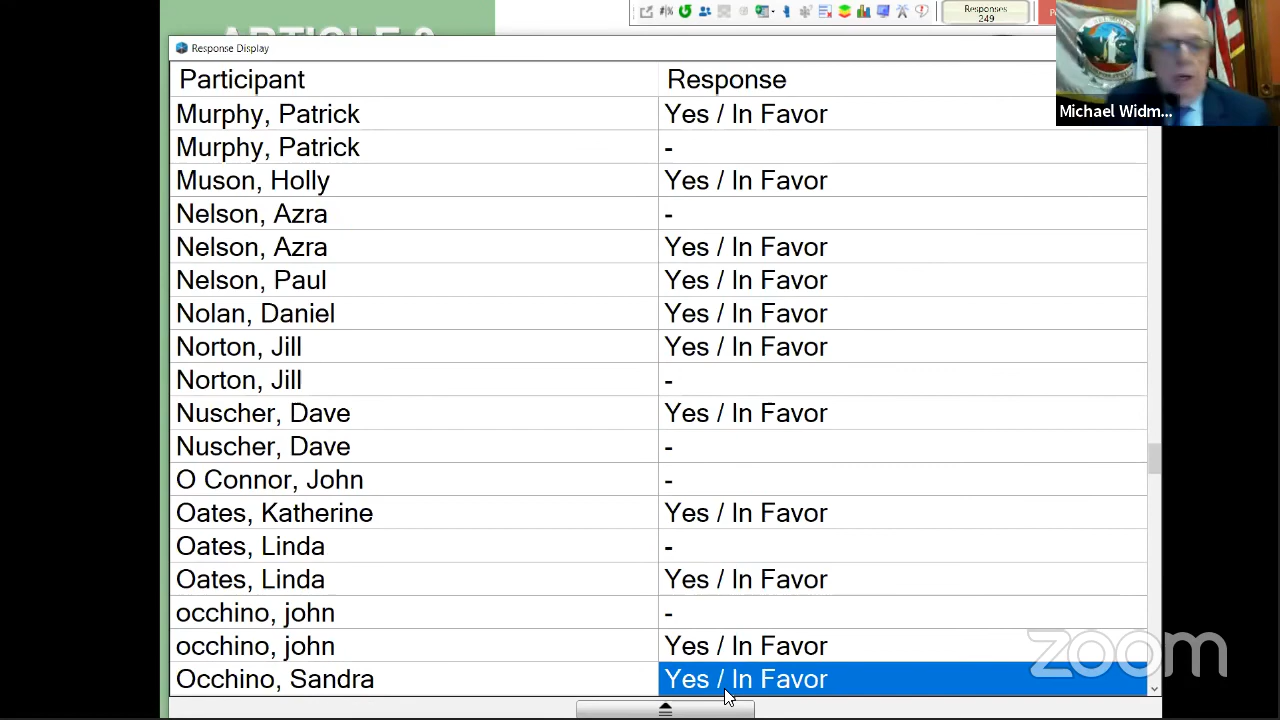 Responses
249
Response Display
Participant Response
Murphy, Patrick Yes / In Favor
Murphy, Patrick -
Muson, Holly Yes / In Favor
Nelson, Azra -
Nelson, Azra Yes / In Favor
Nelson, Paul Yes / In Favor
Nolan, Daniel Yes / In Favor
Norton, Jill Yes / In Favor
Norton, Jill -
Nuscher, Dave Yes / In Favor
Nuscher, Dave -
O Connor, John -
Oates, Katherine Yes / In Favor
Oates, Linda -
Oates, Linda Yes / In Favor
occhino, john -
occhino, john Yes / In Favor
Occhino, Sandra Yes / In Favor
Michael Widm...
zoom